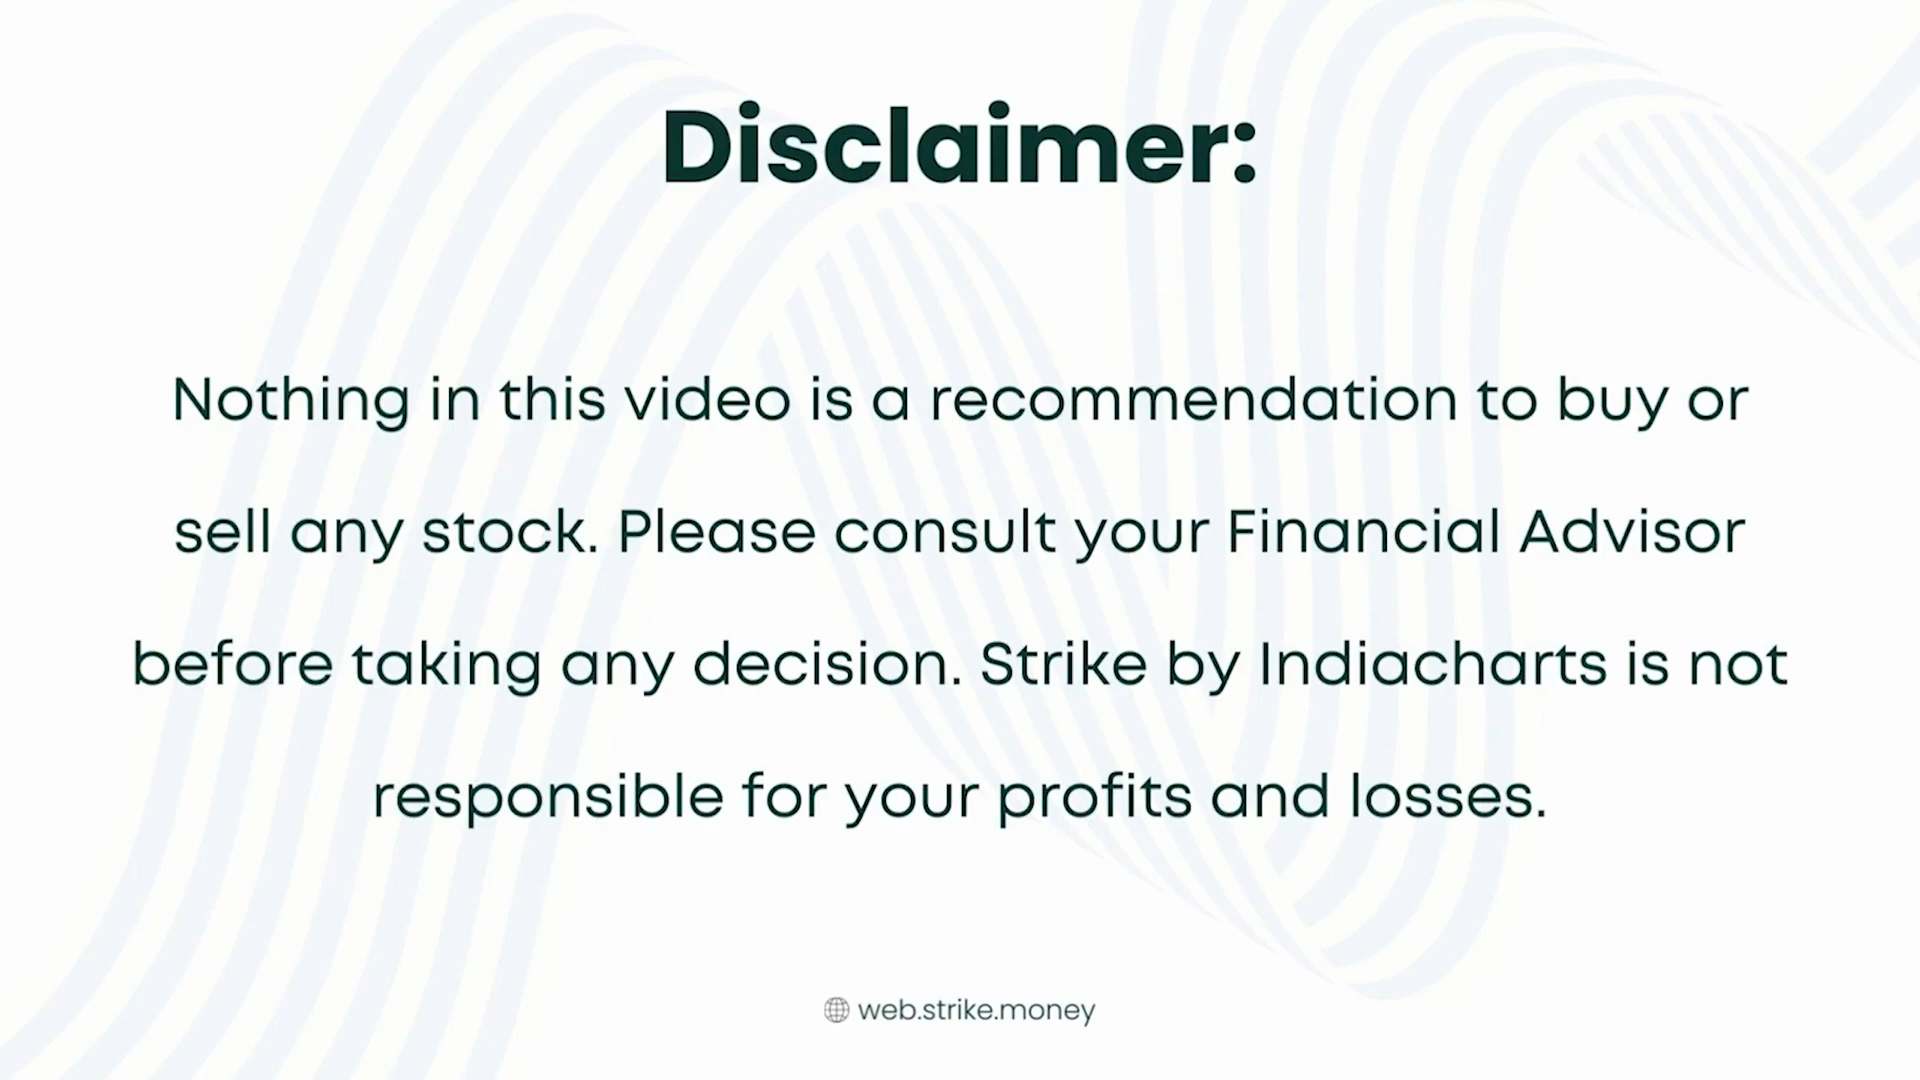 Disclaimer:
Nothing in this video is a recommendation to buy or
sell any stock. Please consult your Financial Advisor
before taking any decision. Strike by Indiacharts is not
responsible for your profits and losses.
web.strike.money